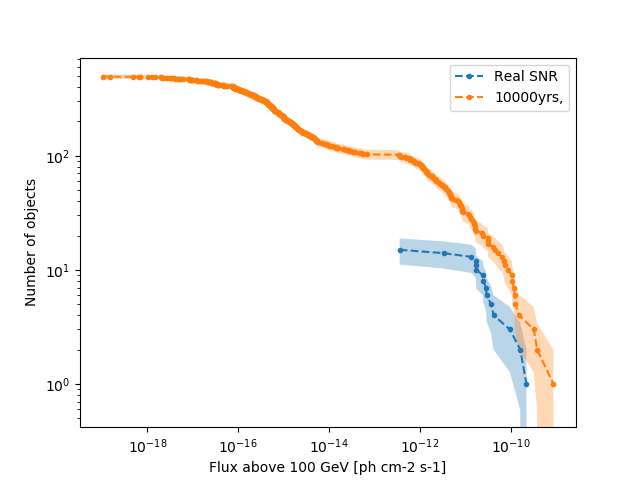 Real SNR
10000yrs,
10²
10¹
10⁰
Number of objects
10⁻¹⁸
10⁻¹⁶
10⁻¹⁴
10⁻¹²
10⁻¹⁰
Flux above 100 GeV [ph cm-2 s-1]